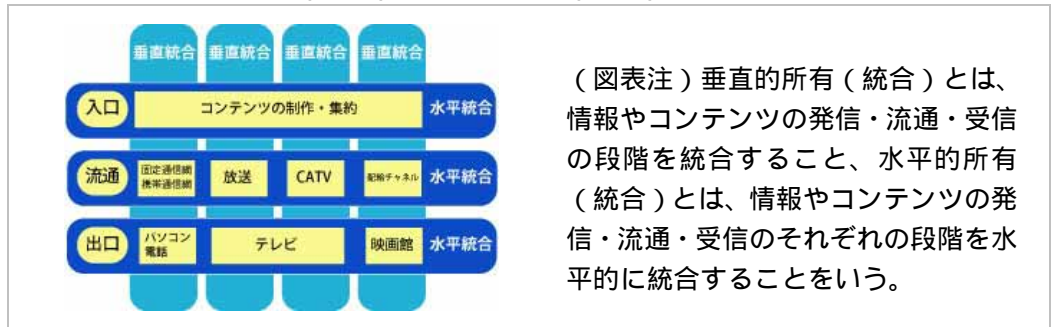 垂直統合 垂直統合 垂直統合 垂直統合
入口 コンテンツの制作・集約 水平統合
流通 固定通信網 放送 CATV 配給チャネル 水平統合
携帯通信網
出口 パソコン テレビ 映画館 水平統合
電話
（図表注）垂直的所有（統合）とは、
情報やコンテンツの発信・流通・受信
の段階を統合すること、水平的所有
（統合）とは、情報やコンテンツの発
信・流通・受信のそれぞれの段階を水
平的に統合することをいう。